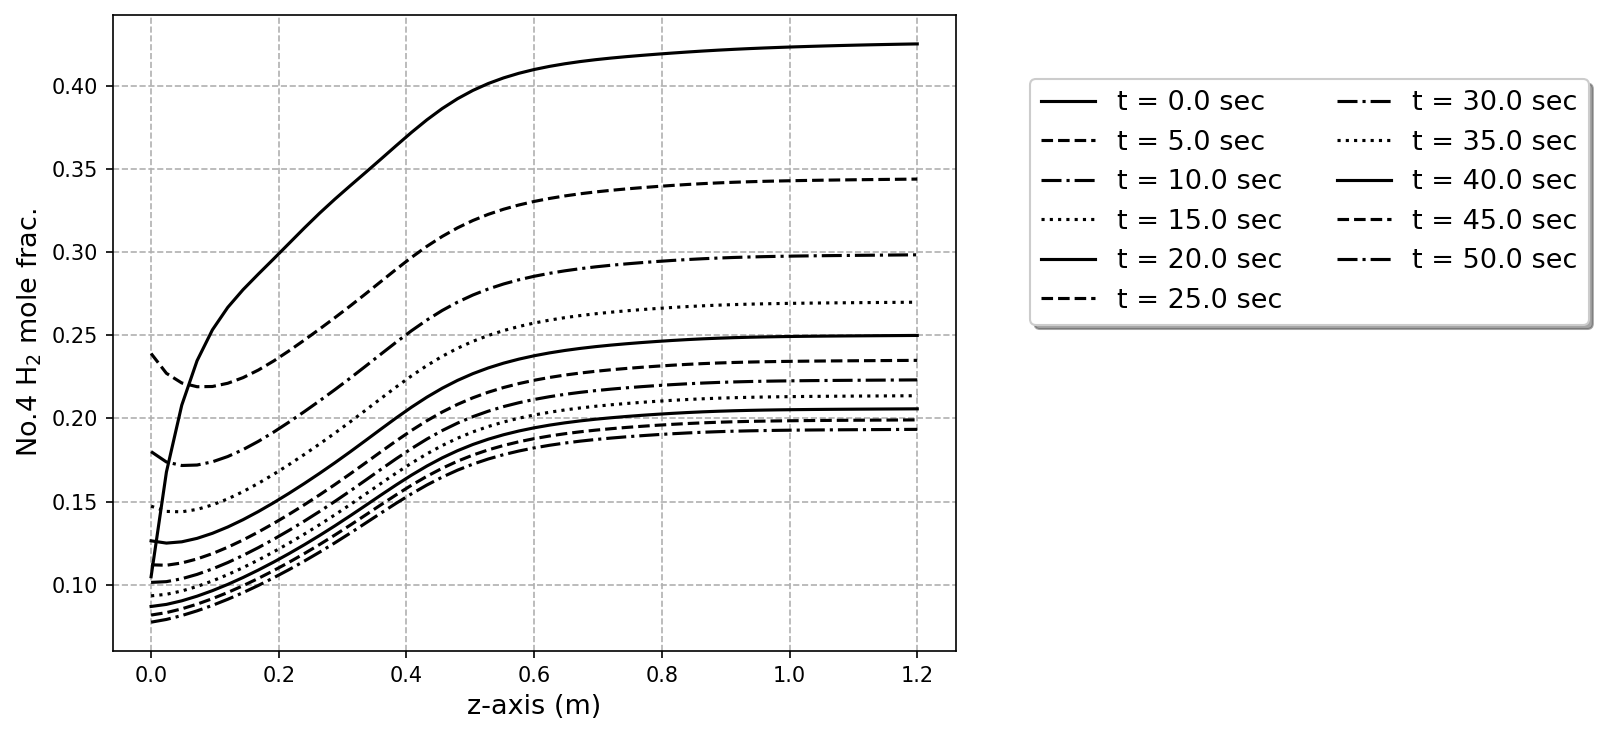 No.4 H₂ mole frac.
0.40
0.35
0.30
0.25
0.20
0.15
0.10
0.0 0.2 0.4 0.6 0.8 1.0 1.2
z-axis (m)
t = 0.0 sec
t = 5.0 sec
t = 10.0 sec
t = 15.0 sec
t = 20.0 sec
t = 25.0 sec
t = 30.0 sec
t = 35.0 sec
t = 40.0 sec
t = 45.0 sec
t = 50.0 sec